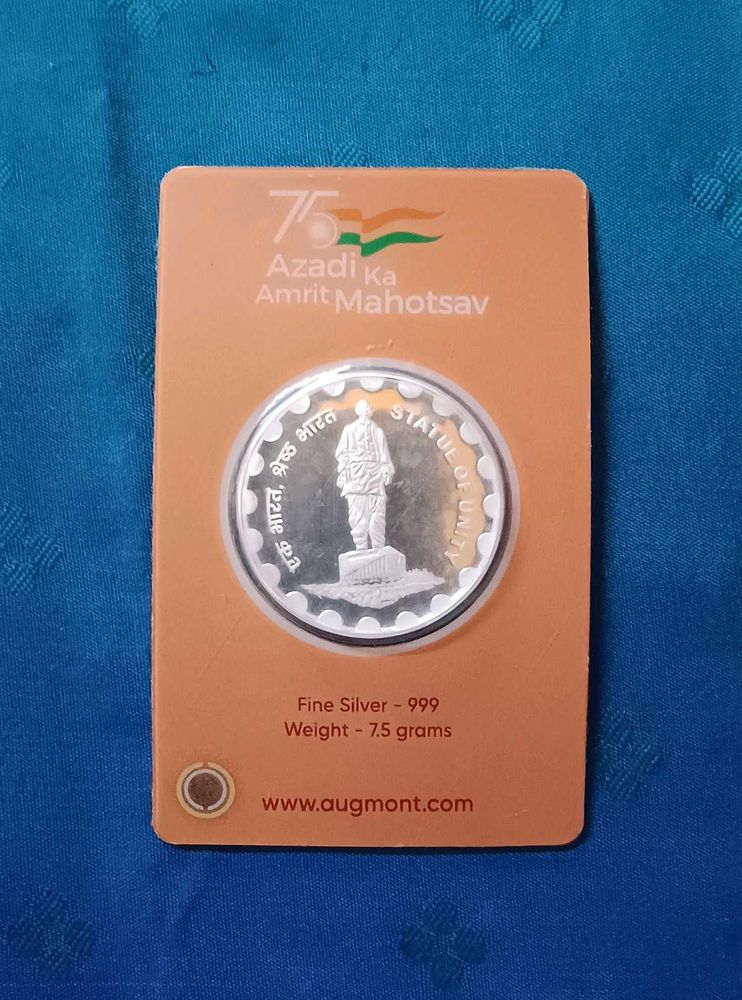 75
Azadi Ka
Amrit Mahotsav
एक भारत, श्रेष्ठ भारत
STATUE OF UNITY
Fine Silver - 999
Weight - 7.5 grams
www.augmont.com